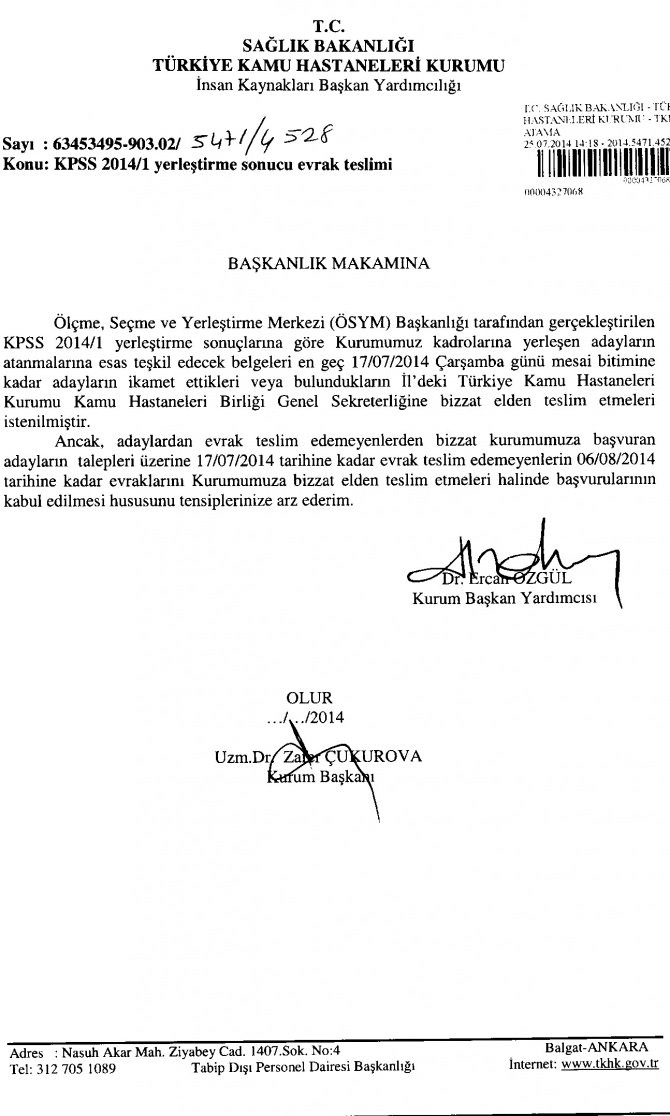 T.C.
SAĞLIK BAKANLIĞI
TÜRKİYE KAMU HASTANELERİ KURUMU
İnsan Kaynakları Başkan Yardımcılığı
T.C. SAĞLIK BAKANLIĞI - TÜR
HASTANELERİ KURUMU - TK
ATAMA
25.07.2014 14:18 - 2014.5471.452
00004327068
00004327068
Sayı : 63453495-903.02/ 5471/4528
Konu: KPSS 2014/1 yerleştirme sonucu evrak teslimi
BAŞKANLIK MAKAMINA
Ölçme, Seçme ve Yerleştirme Merkezi (ÖSYM) Başkanlığı tarafından gerçekleştirilen
KPSS 2014/1 yerleştirme sonuçlarına göre Kurumumuz kadrolarına yerleşen adayların
atanmalarına esas teşkil edecek belgeleri en geç 17/07/2014 Çarşamba günü mesai bitimine
kadar adayların ikamet ettikleri veya bulundukların İl'deki Türkiye Kamu Hastaneleri
Kurumu Kamu Hastaneleri Birliği Genel Sekreterliğine bizzat elden teslim etmeleri
istenilmiştir.
Ancak, adaylardan evrak teslim edemeyenlerden bizzat kurumumuza başvuran
adayların talepleri üzerine 17/07/2014 tarihine kadar evrak teslim edemeyenlerin 06/08/2014
tarihine kadar evraklarını Kurumumuza bizzat elden teslim etmeleri halinde başvurularının
kabul edilmesi hususunu tensiplerinize arz ederim.
Dr. Ercan ÖZGÜL
Kurum Başkan Yardımcısı
OLUR
.../.../2014
Uzm.Dr. Zafer ÇUKUROVA
Kurum Başkanı
Adres : Nasuh Akar Mah. Ziyabey Cad. 1407.Sok. No:4 Balgat-ANKARA
Tel: 312 705 1089 Tabip Dışı Personel Dairesi Başkanlığı İnternet: www.tkhk.gov.tr